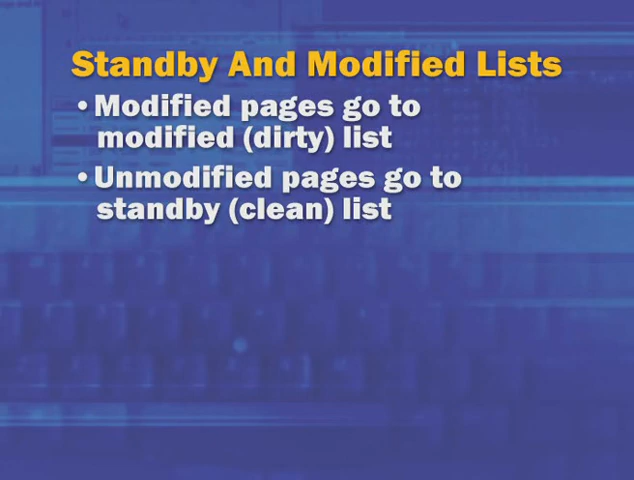 Standby And Modified Lists
•Modified pages go to
modified (dirty) list
•Unmodified pages go to
standby (clean) list